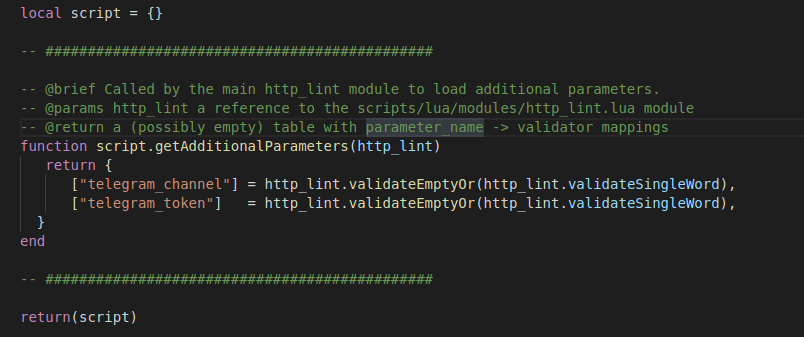 local script = {}
-- ##############################################
-- @brief Called by the main http_lint module to load additional parameters.
-- @params http_lint a reference to the scripts/lua/modules/http_lint.lua module
-- @return a (possibly empty) table with parameter_name -> validator mappings
function script.getAdditionalParameters(http_lint)
return {
["telegram_channel"] = http_lint.validateEmptyOr(http_lint.validateSingleWord),
["telegram_token"]   = http_lint.validateEmptyOr(http_lint.validateSingleWord),
}
end
-- ##############################################
return(script)